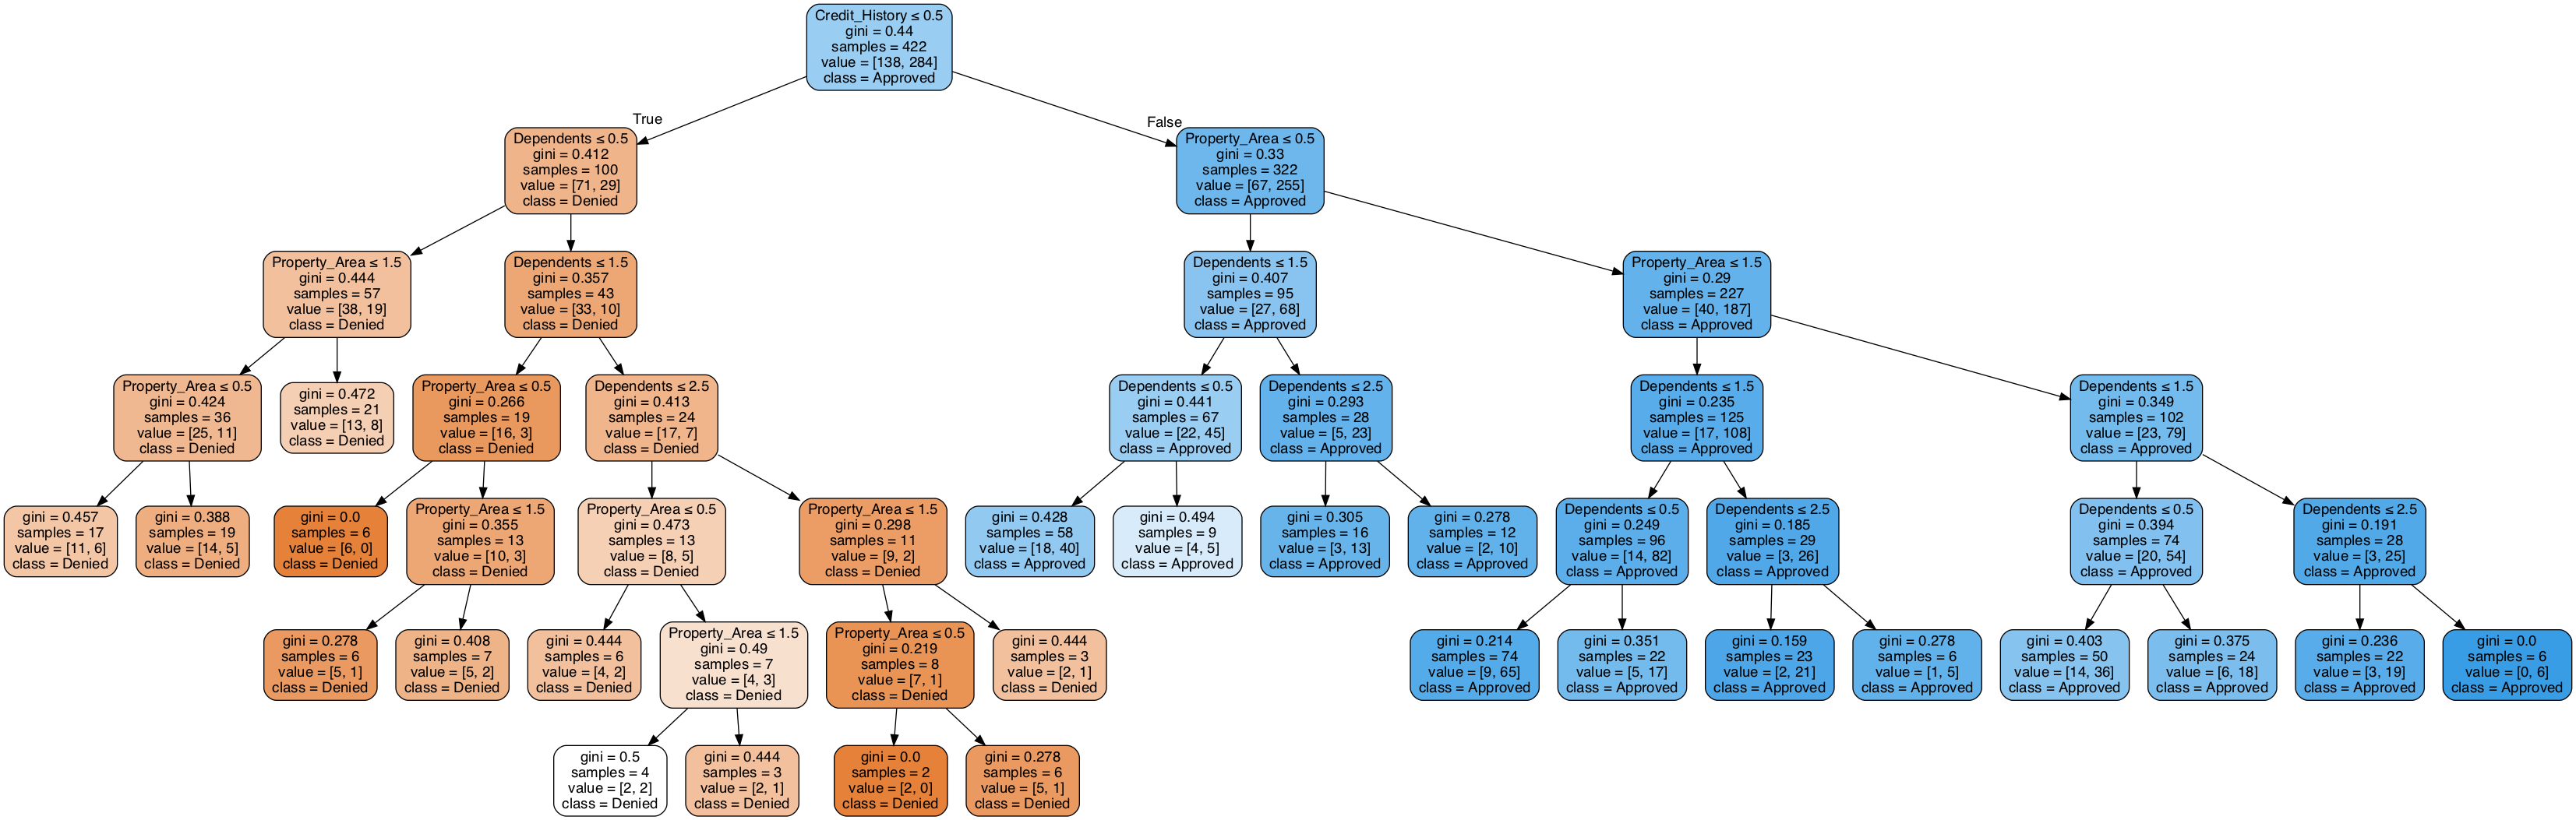 Credit_History ≤ 0.5
gini = 0.44
samples = 422
value = [138, 284]
class = Approved
True
False
Dependents ≤ 0.5
gini = 0.412
samples = 100
value = [71, 29]
class = Denied
Property_Area ≤ 0.5
gini = 0.33
samples = 322
value = [67, 255]
class = Approved
Property_Area ≤ 1.5
gini = 0.444
samples = 57
value = [38, 19]
class = Denied
Dependents ≤ 1.5
gini = 0.357
samples = 43
value = [33, 10]
class = Denied
Dependents ≤ 1.5
gini = 0.407
samples = 95
value = [27, 68]
class = Approved
Property_Area ≤ 1.5
gini = 0.29
samples = 227
value = [40, 187]
class = Approved
Property_Area ≤ 0.5
gini = 0.424
samples = 36
value = [25, 11]
class = Denied
gini = 0.472
samples = 21
value = [13, 8]
class = Denied
Property_Area ≤ 0.5
gini = 0.266
samples = 19
value = [16, 3]
class = Denied
Dependents ≤ 2.5
gini = 0.413
samples = 24
value = [17, 7]
class = Denied
Dependents ≤ 0.5
gini = 0.441
samples = 67
value = [22, 45]
class = Approved
Dependents ≤ 2.5
gini = 0.293
samples = 28
value = [5, 23]
class = Approved
Dependents ≤ 1.5
gini = 0.235
samples = 125
value = [17, 108]
class = Approved
Dependents ≤ 1.5
gini = 0.349
samples = 102
value = [23, 79]
class = Approved
gini = 0.457
samples = 17
value = [11, 6]
class = Denied
gini = 0.388
samples = 19
value = [14, 5]
class = Denied
gini = 0.0
samples = 6
value = [6, 0]
class = Denied
Property_Area ≤ 1.5
gini = 0.355
samples = 13
value = [10, 3]
class = Denied
Property_Area ≤ 0.5
gini = 0.473
samples = 13
value = [8, 5]
class = Denied
Property_Area ≤ 1.5
gini = 0.298
samples = 11
value = [9, 2]
class = Denied
gini = 0.428
samples = 58
value = [18, 40]
class = Approved
gini = 0.494
samples = 9
value = [4, 5]
class = Approved
gini = 0.305
samples = 16
value = [3, 13]
class = Approved
gini = 0.278
samples = 12
value = [2, 10]
class = Approved
Dependents ≤ 0.5
gini = 0.249
samples = 96
value = [14, 82]
class = Approved
Dependents ≤ 2.5
gini = 0.185
samples = 29
value = [3, 26]
class = Approved
Dependents ≤ 0.5
gini = 0.394
samples = 74
value = [20, 54]
class = Approved
Dependents ≤ 2.5
gini = 0.191
samples = 28
value = [3, 25]
class = Approved
gini = 0.278
samples = 6
value = [5, 1]
class = Denied
gini = 0.408
samples = 7
value = [5, 2]
class = Denied
gini = 0.444
samples = 6
value = [4, 2]
class = Denied
Property_Area ≤ 1.5
gini = 0.49
samples = 7
value = [4, 3]
class = Denied
Property_Area ≤ 0.5
gini = 0.219
samples = 8
value = [7, 1]
class = Denied
gini = 0.444
samples = 3
value = [2, 1]
class = Denied
gini = 0.214
samples = 74
value = [9, 65]
class = Approved
gini = 0.351
samples = 22
value = [5, 17]
class = Approved
gini = 0.159
samples = 23
value = [2, 21]
class = Approved
gini = 0.278
samples = 6
value = [1, 5]
class = Approved
gini = 0.403
samples = 50
value = [14, 36]
class = Approved
gini = 0.375
samples = 24
value = [6, 18]
class = Approved
gini = 0.236
samples = 22
value = [3, 19]
class = Approved
gini = 0.0
samples = 6
value = [0, 6]
class = Approved
gini = 0.5
samples = 4
value = [2, 2]
class = Denied
gini = 0.444
samples = 3
value = [2, 1]
class = Denied
gini = 0.0
samples = 2
value = [2, 0]
class = Denied
gini = 0.278
samples = 6
value = [5, 1]
class = Denied